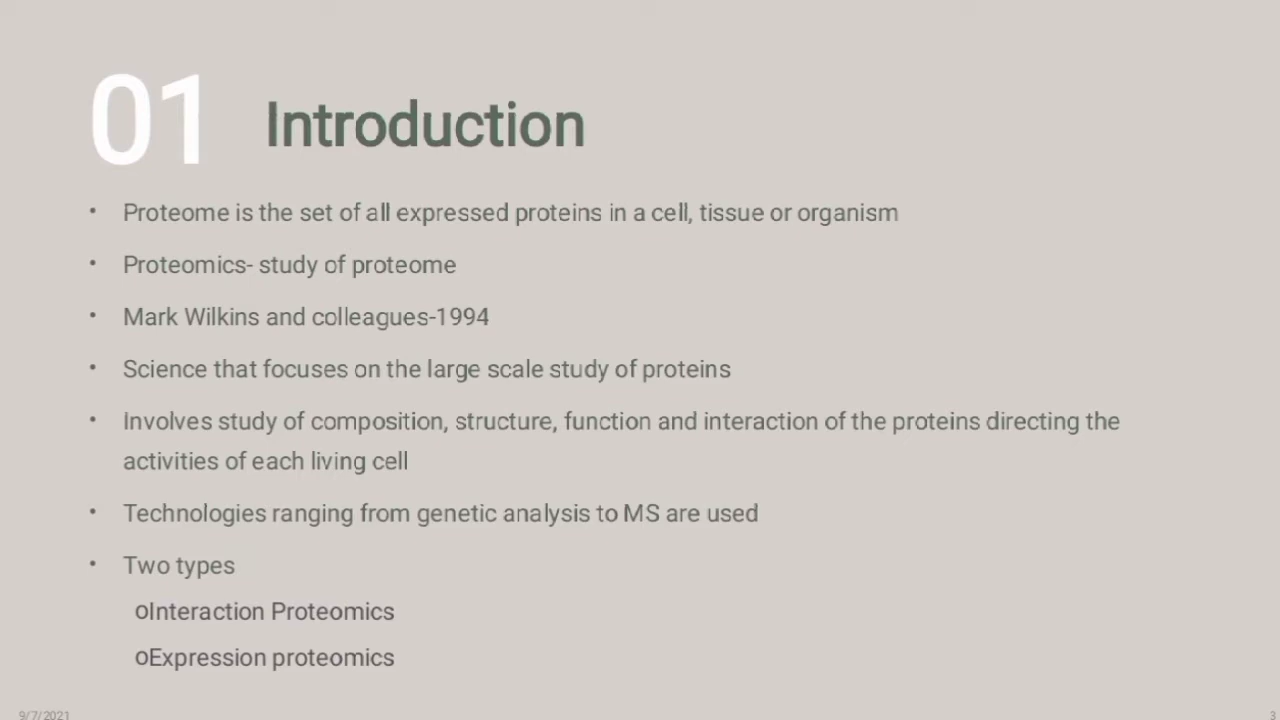 01 Introduction
• Proteome is the set of all expressed proteins in a cell, tissue or organism
• Proteomics- study of proteome
• Mark Wilkins and colleagues-1994
• Science that focuses on the large scale study of proteins
• Involves study of composition, structure, function and interaction of the proteins directing the
activities of each living cell
• Technologies ranging from genetic analysis to MS are used
• Two types
oInteraction Proteomics
oExpression proteomics
9/7/2021 3